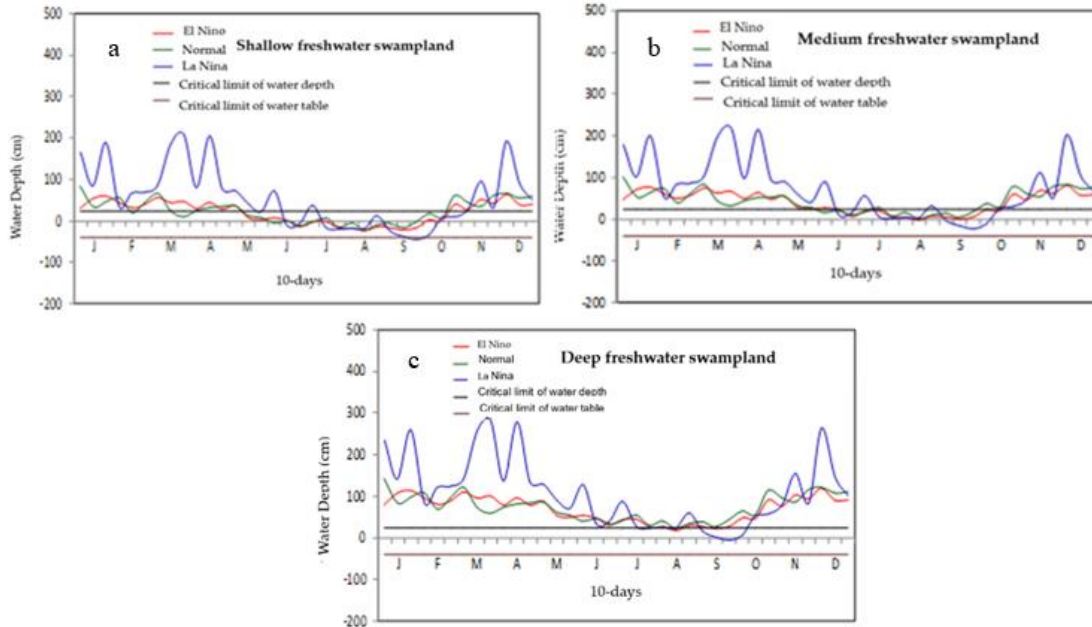 a
Shallow freshwater swampland
El Nino
Normal
La Nina
Critical limit of water depth
Critical limit of water table
Water Depth (cm)
500
400
300
200
100
0
-100
-200
J F M A M J J A S O N D
10-days
b
Medium freshwater swampland
El Nino
Normal
La Nina
Critical limit of water depth
Critical limit of water table
Water Depth (cm)
500
400
300
200
100
0
-100
-200
J F M A M J J A S O N D
10-days
c
Deep freshwater swampland
El Nino
Normal
La Nina
Critical limit of water depth
Critical limit of water table
Water Depth (cm)
500
400
300
200
100
0
-100
-200
J F M A M J J A S O N D
10-days